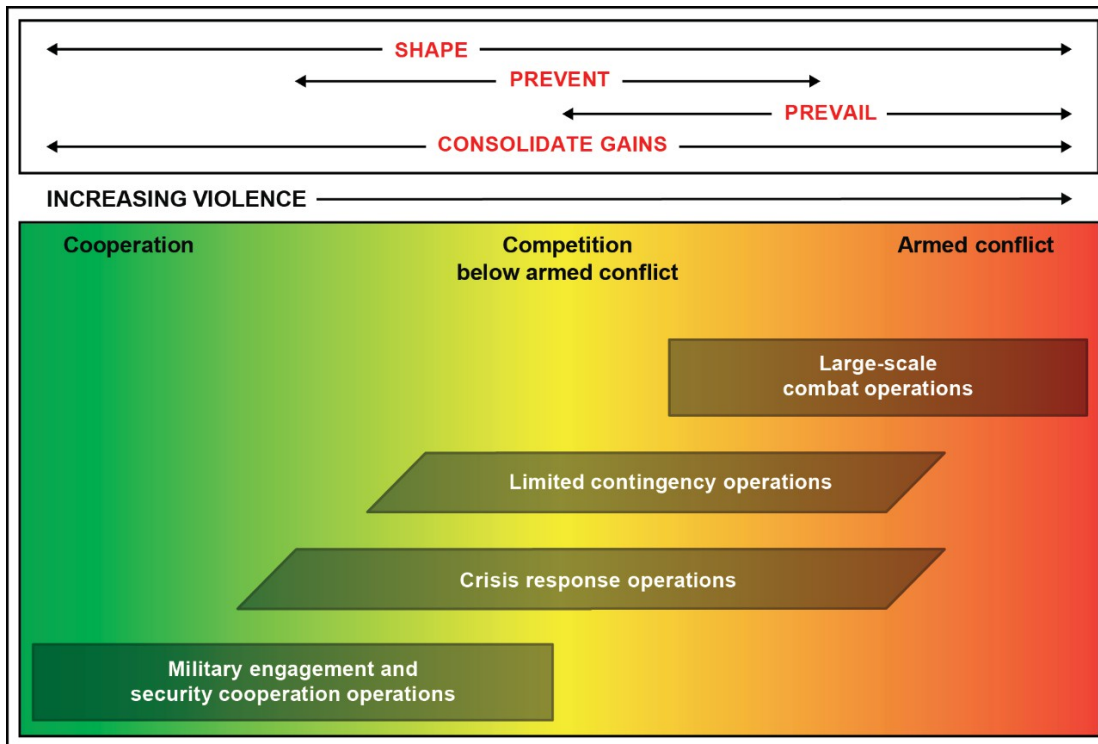 SHAPE
PREVENT
PREVAIL
CONSOLIDATE GAINS
INCREASING VIOLENCE
Cooperation
Competition
below armed conflict
Armed conflict
Large-scale
combat operations
Limited contingency operations
Crisis response operations
Military engagement and
security cooperation operations